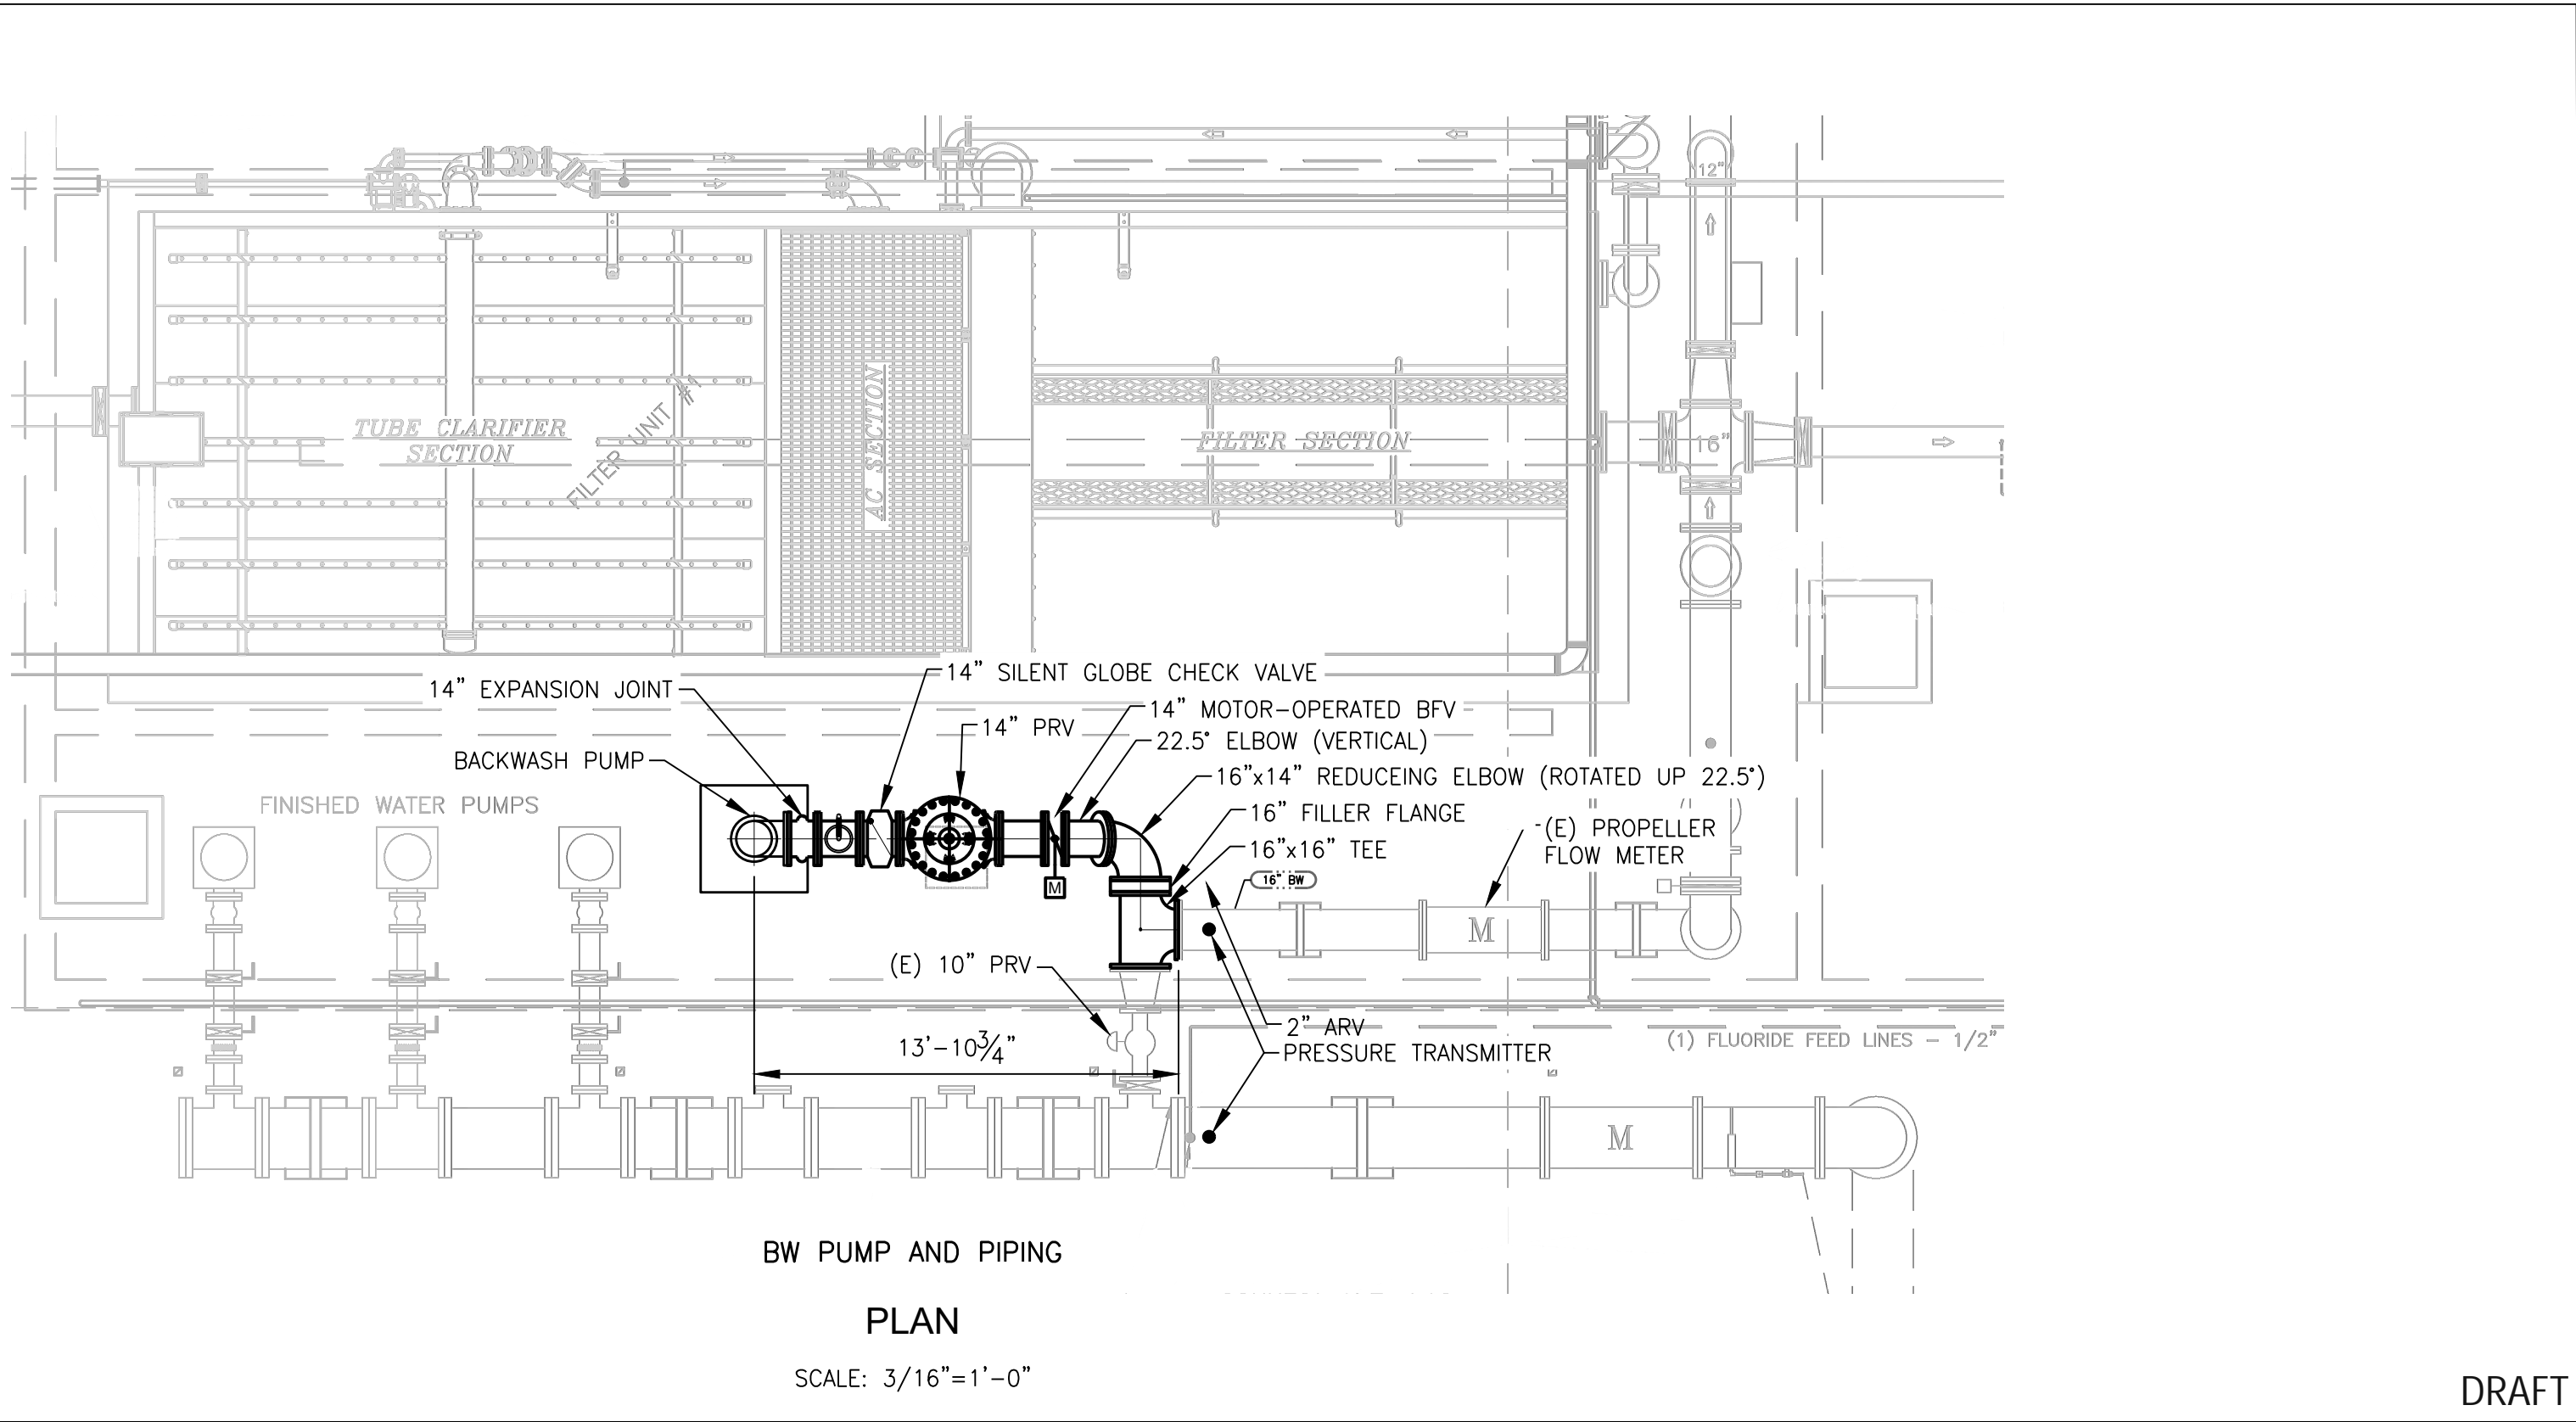 12"
TUBE CLARIFIER
SECTION
FILTER UNIT #1
AC SECTION
FILTER SECTION
16"
14" SILENT GLOBE CHECK VALVE
14" EXPANSION JOINT
14" MOTOR-OPERATED BFV
14" PRV
22.5° ELBOW (VERTICAL)
BACKWASH PUMP
16"x14" REDUCEING ELBOW (ROTATED UP 22.5°)
FINISHED WATER PUMPS
16" FILLER FLANGE
(E) PROPELLER
FLOW METER
16"x16" TEE
16" BW
M
M
(E) 10" PRV
2" ARV
PRESSURE TRANSMITTER
13'-10 3/4"
(1) FLUORIDE FEED LINES - 1/2"
M
BW PUMP AND PIPING
PLAN
SCALE: 3/16"=1'-0"
DRAFT